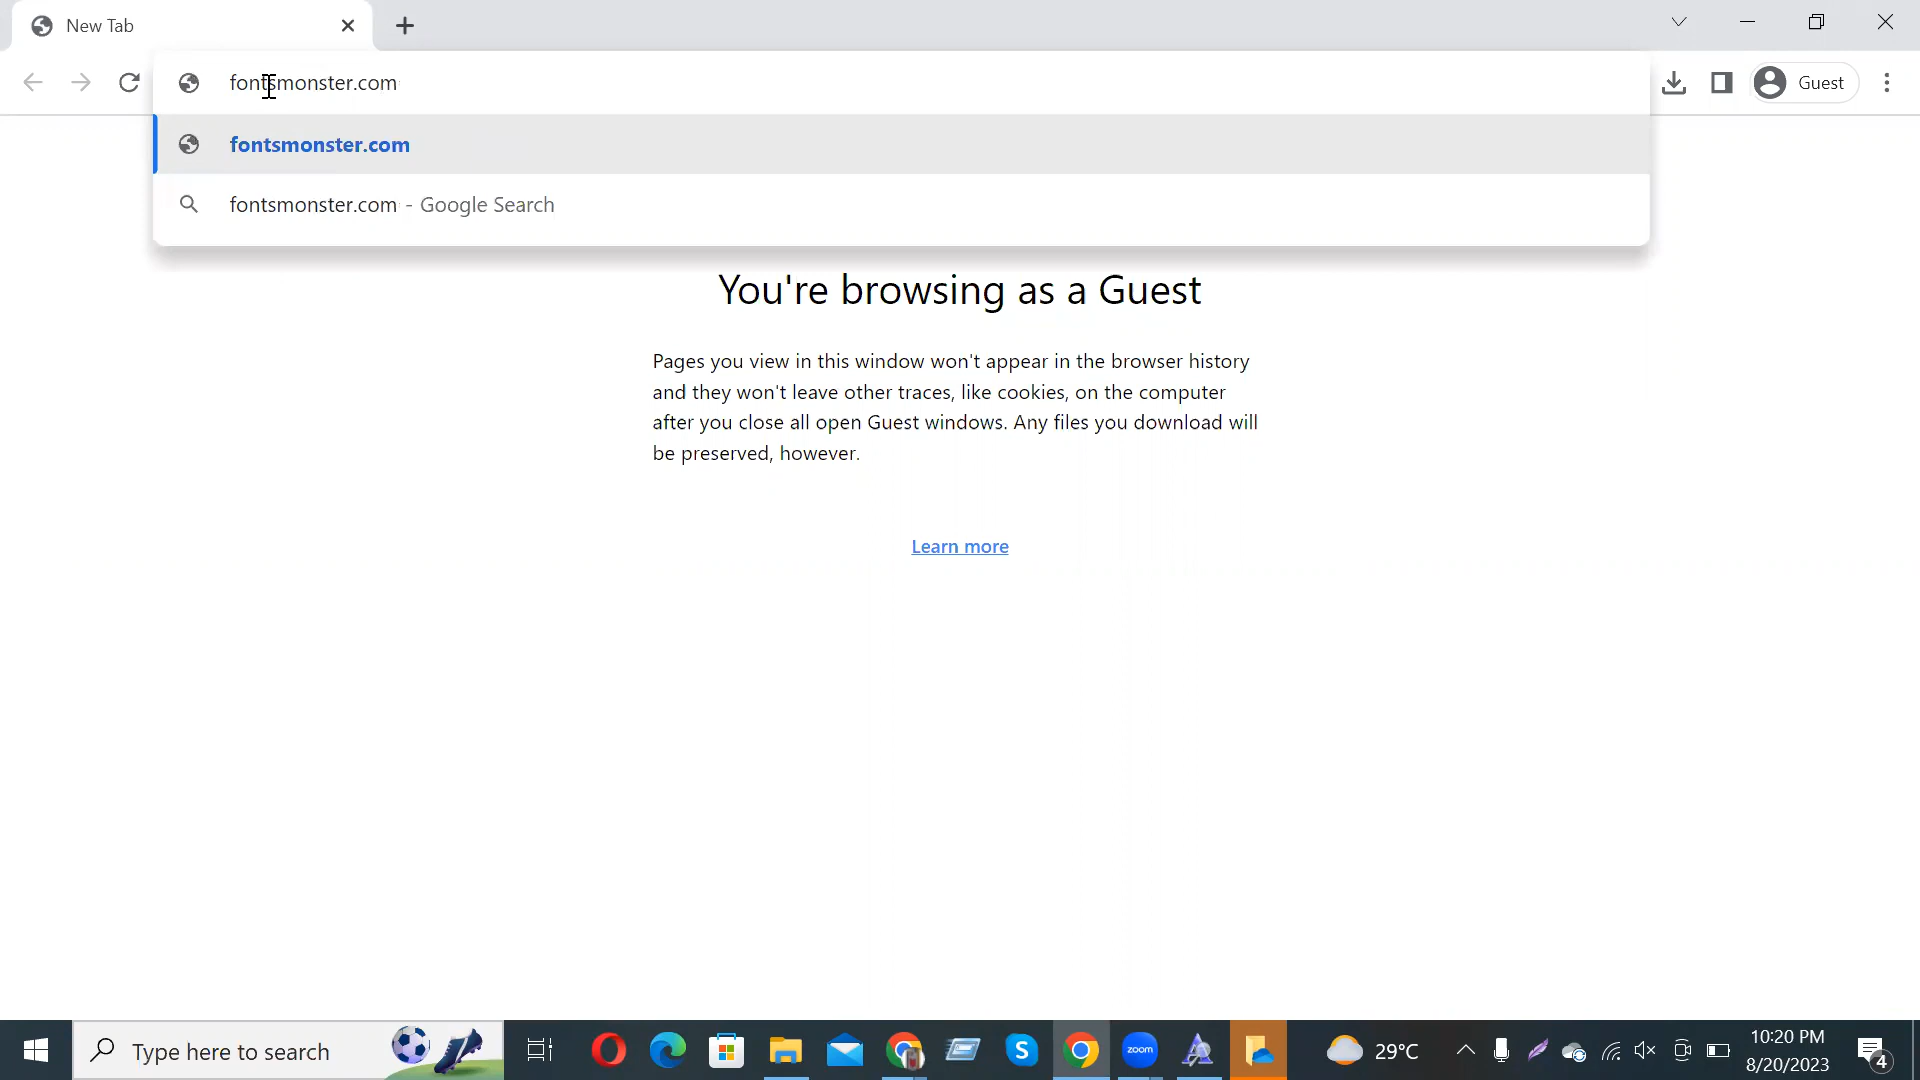 New Tab
fontsmonster.com
Guest
fontsmonster.com
fontsmonster.com - Google Search
You're browsing as a Guest
Pages you view in this window won't appear in the browser history
and they won't leave other traces, like cookies, on the computer
after you close all open Guest windows. Any files you download will
be preserved, however.
Learn more
Type here to search
S
zoom
29°C
10:20 PM
8/20/2023
4